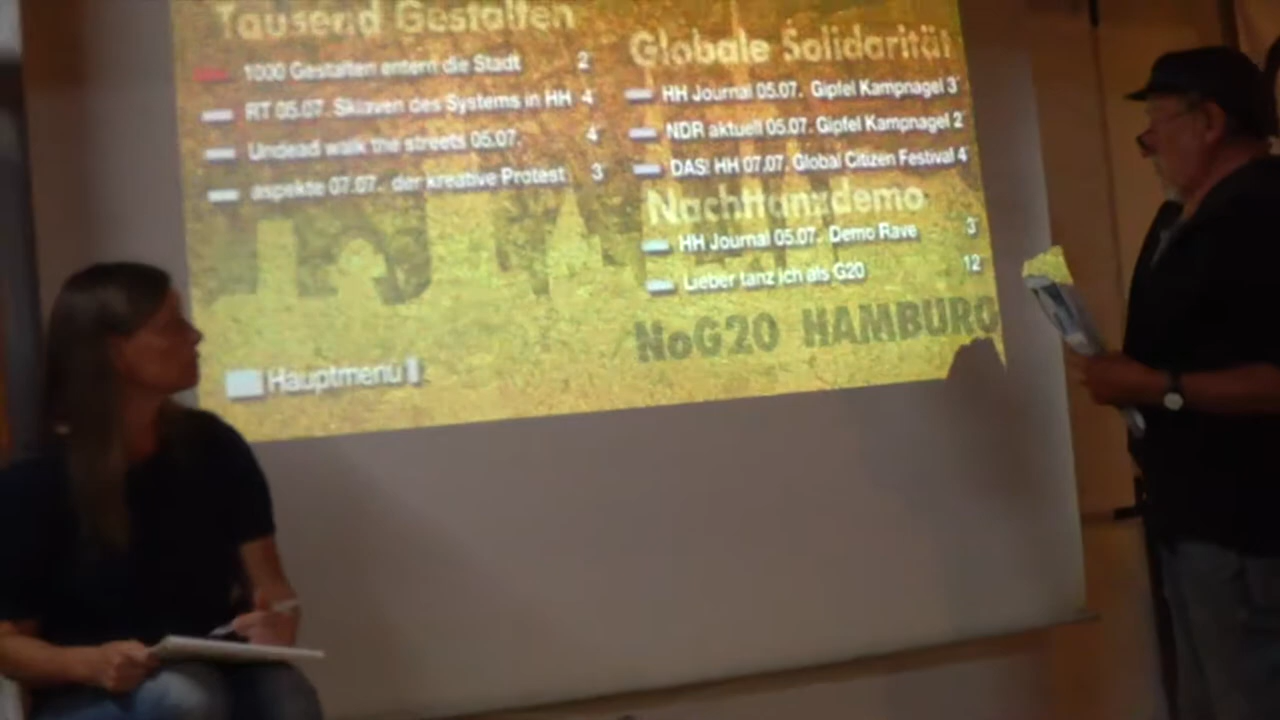 Tausend Gestalten
1000 Gestalten entern die Stadt 2'
RT 05.07. Sklaven des Systems in HH 4'
Undead walk the streets 05.07. 4'
aspekte 07.07. der kreative Protest 3'
Hauptmenu
Globale Solidarität
HH Journal 05.07. Gipfel Kampnagel 3'
NDR aktuell 05.07. Gipfel Kampnagel 2'
DAS! HH 07.07. Global Citizen Festival 4'
Nachttanzdemo
HH Journal 05.07. Demo Rave 3'
Lieber tanz ich als G20 12'
NoG20 HAMBURG